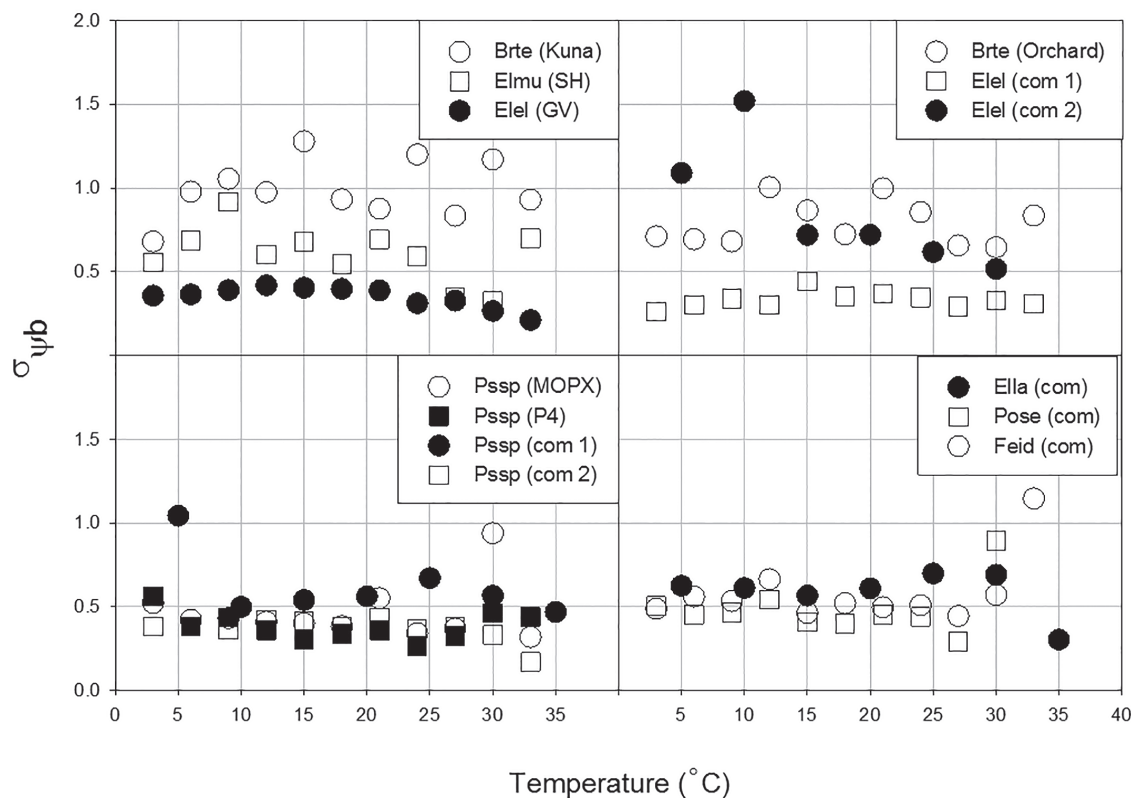 2.0
1.5
1.0
0.5
Brte (Kuna)
Elmu (SH)
Elel (GV)
Brte (Orchard)
Elel (com 1)
Elel (com 2)
σψb
1.5
1.0
0.5
0.0
Pssp (MOPX)
Pssp (P4)
Pssp (com 1)
Pssp (com 2)
Ella (com)
Pose (com)
Feid (com)
0 5 10 15 20 25 30 35 5 10 15 20 25 30 35 40
Temperature (°C)